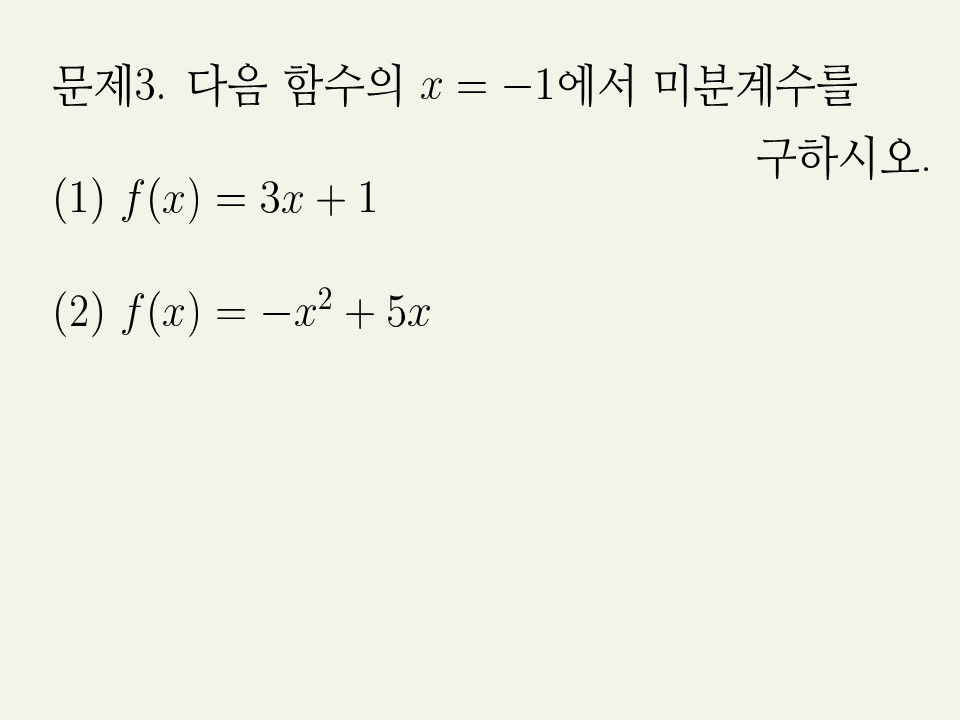 문제3. 다음 함수의 x = −1에서 미분계수를
구하시오.
(1) f(x) = 3x + 1
(2) f(x) = −x² + 5x